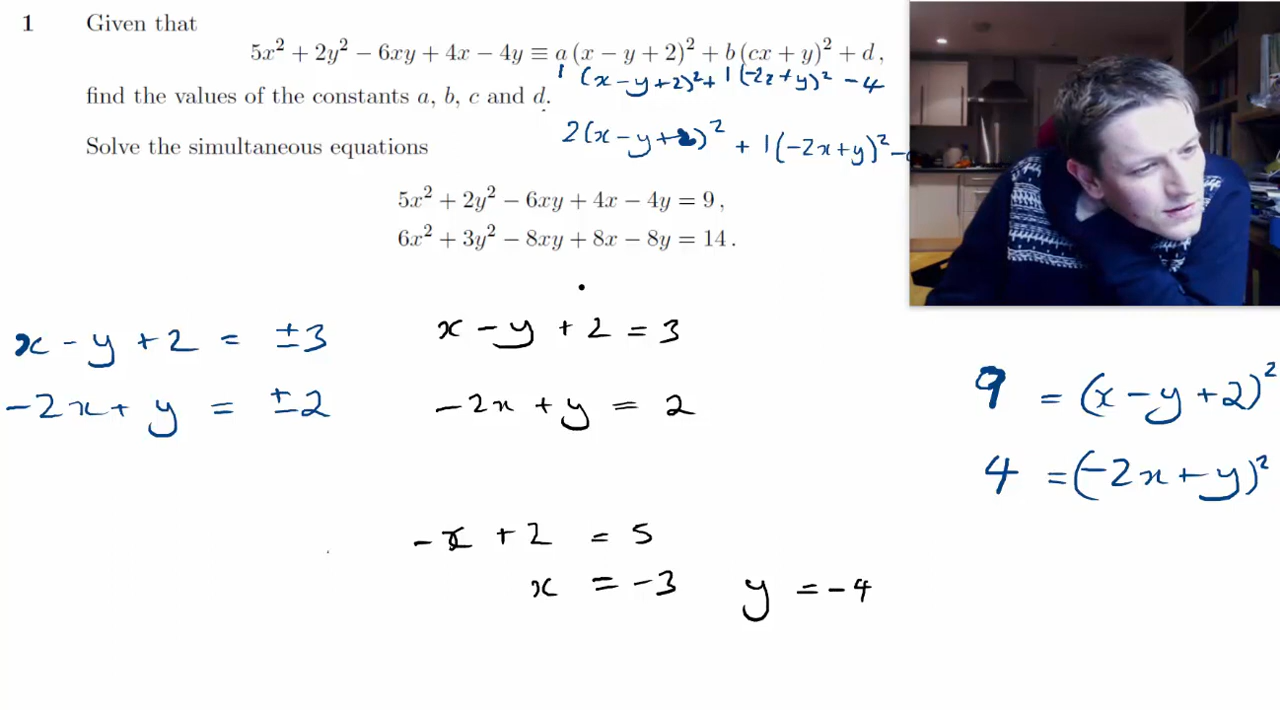 1 Given that
5x² + 2y² − 6xy + 4x − 4y ≡ a (x − y + 2)² + b (cx + y)² + d ,
1 (x − y + 2)² + 1 (−2x + y)² − 4
find the values of the constants a, b, c and d.
2(x − y + 2)² + 1(−2x + y)² −
Solve the simultaneous equations
5x² + 2y² − 6xy + 4x − 4y = 9 ,
6x² + 3y² − 8xy + 8x − 8y = 14 .
x − y + 2 = ±3
−2x + y = ±2
x − y + 2 = 3
−2x + y = 2
9 = (x − y + 2)²
4 = (−2x + y)²
−x + 2 = 5
x = −3 y = −4